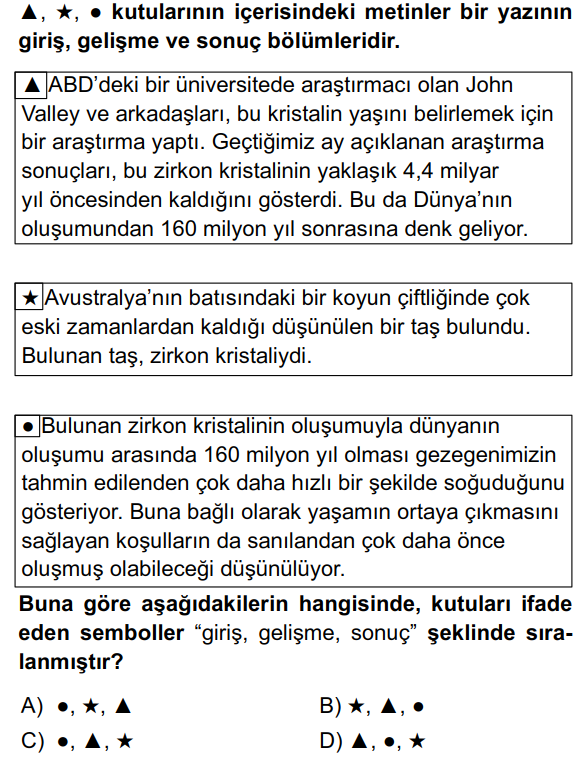 ▲, ★, ● kutularının içerisindeki metinler bir yazının
giriş, gelişme ve sonuç bölümleridir.
▲ ABD’deki bir üniversitede araştırmacı olan John
Valley ve arkadaşları, bu kristalin yaşını belirlemek için
bir araştırma yaptı. Geçtiğimiz ay açıklanan araştırma
sonuçları, bu zirkon kristalinin yaklaşık 4,4 milyar
yıl öncesinden kaldığını gösterdi. Bu da Dünya’nın
oluşumundan 160 milyon yıl sonrasına denk geliyor.
★ Avustralya’nın batısındaki bir koyun çiftliğinde çok
eski zamanlardan kaldığı düşünülen bir taş bulundu.
Bulunan taş, zirkon kristaliydi.
● Bulunan zirkon kristalinin oluşumuyla dünyanın
oluşumu arasında 160 milyon yıl olması gezegenimizin
tahmin edilenden çok daha hızlı bir şekilde soğuduğunu
gösteriyor. Buna bağlı olarak yaşamın ortaya çıkmasını
sağlayan koşulların da sanılandan çok daha önce
oluşmuş olabileceği düşünülüyor.
Buna göre aşağıdakilerin hangisinde, kutuları ifade
eden semboller “giriş, gelişme, sonuç” şeklinde sıra-
lanmıştır?
A) ●, ★, ▲ B) ★, ▲, ●
C) ●, ▲, ★ D) ▲, ●, ★